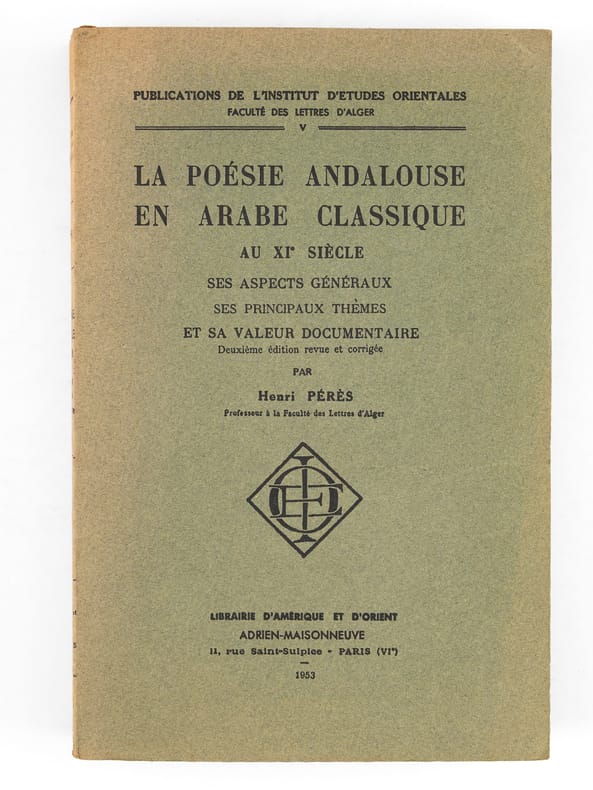 PUBLICATIONS DE L'INSTITUT D'ETUDES ORIENTALES
FACULTÉ DES LETTRES D'ALGER
V
LA POÉSIE ANDALOUSE
EN ARABE CLASSIQUE
AU XIᵉ SIÈCLE
SES ASPECTS GÉNÉRAUX
SES PRINCIPAUX THÈMES
ET SA VALEUR DOCUMENTAIRE
Deuxième édition revue et corrigée
PAR
Henri PÉRÈS
Professeur à la Faculté des Lettres d'Alger
LIBRAIRIE D'AMÉRIQUE ET D'ORIENT
ADRIEN-MAISONNEUVE
11, rue Saint-Sulpice - PARIS (VIᵉ)
1953